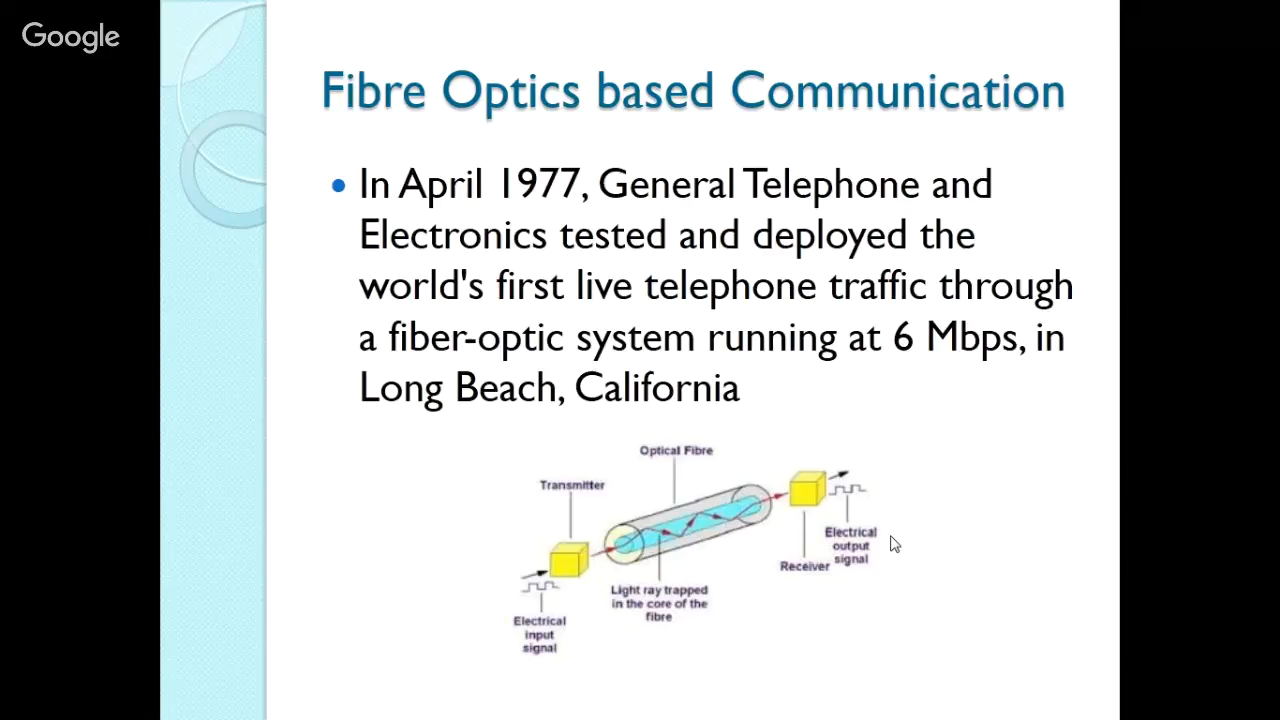 Google
Fibre Optics based Communication
• In April 1977, General Telephone and
Electronics tested and deployed the
world's first live telephone traffic through
a fiber-optic system running at 6 Mbps, in
Long Beach, California
Optical Fibre
Transmitter
Electrical
output
signal
Receiver
Light ray trapped
in the core of the
fibre
Electrical
input
signal